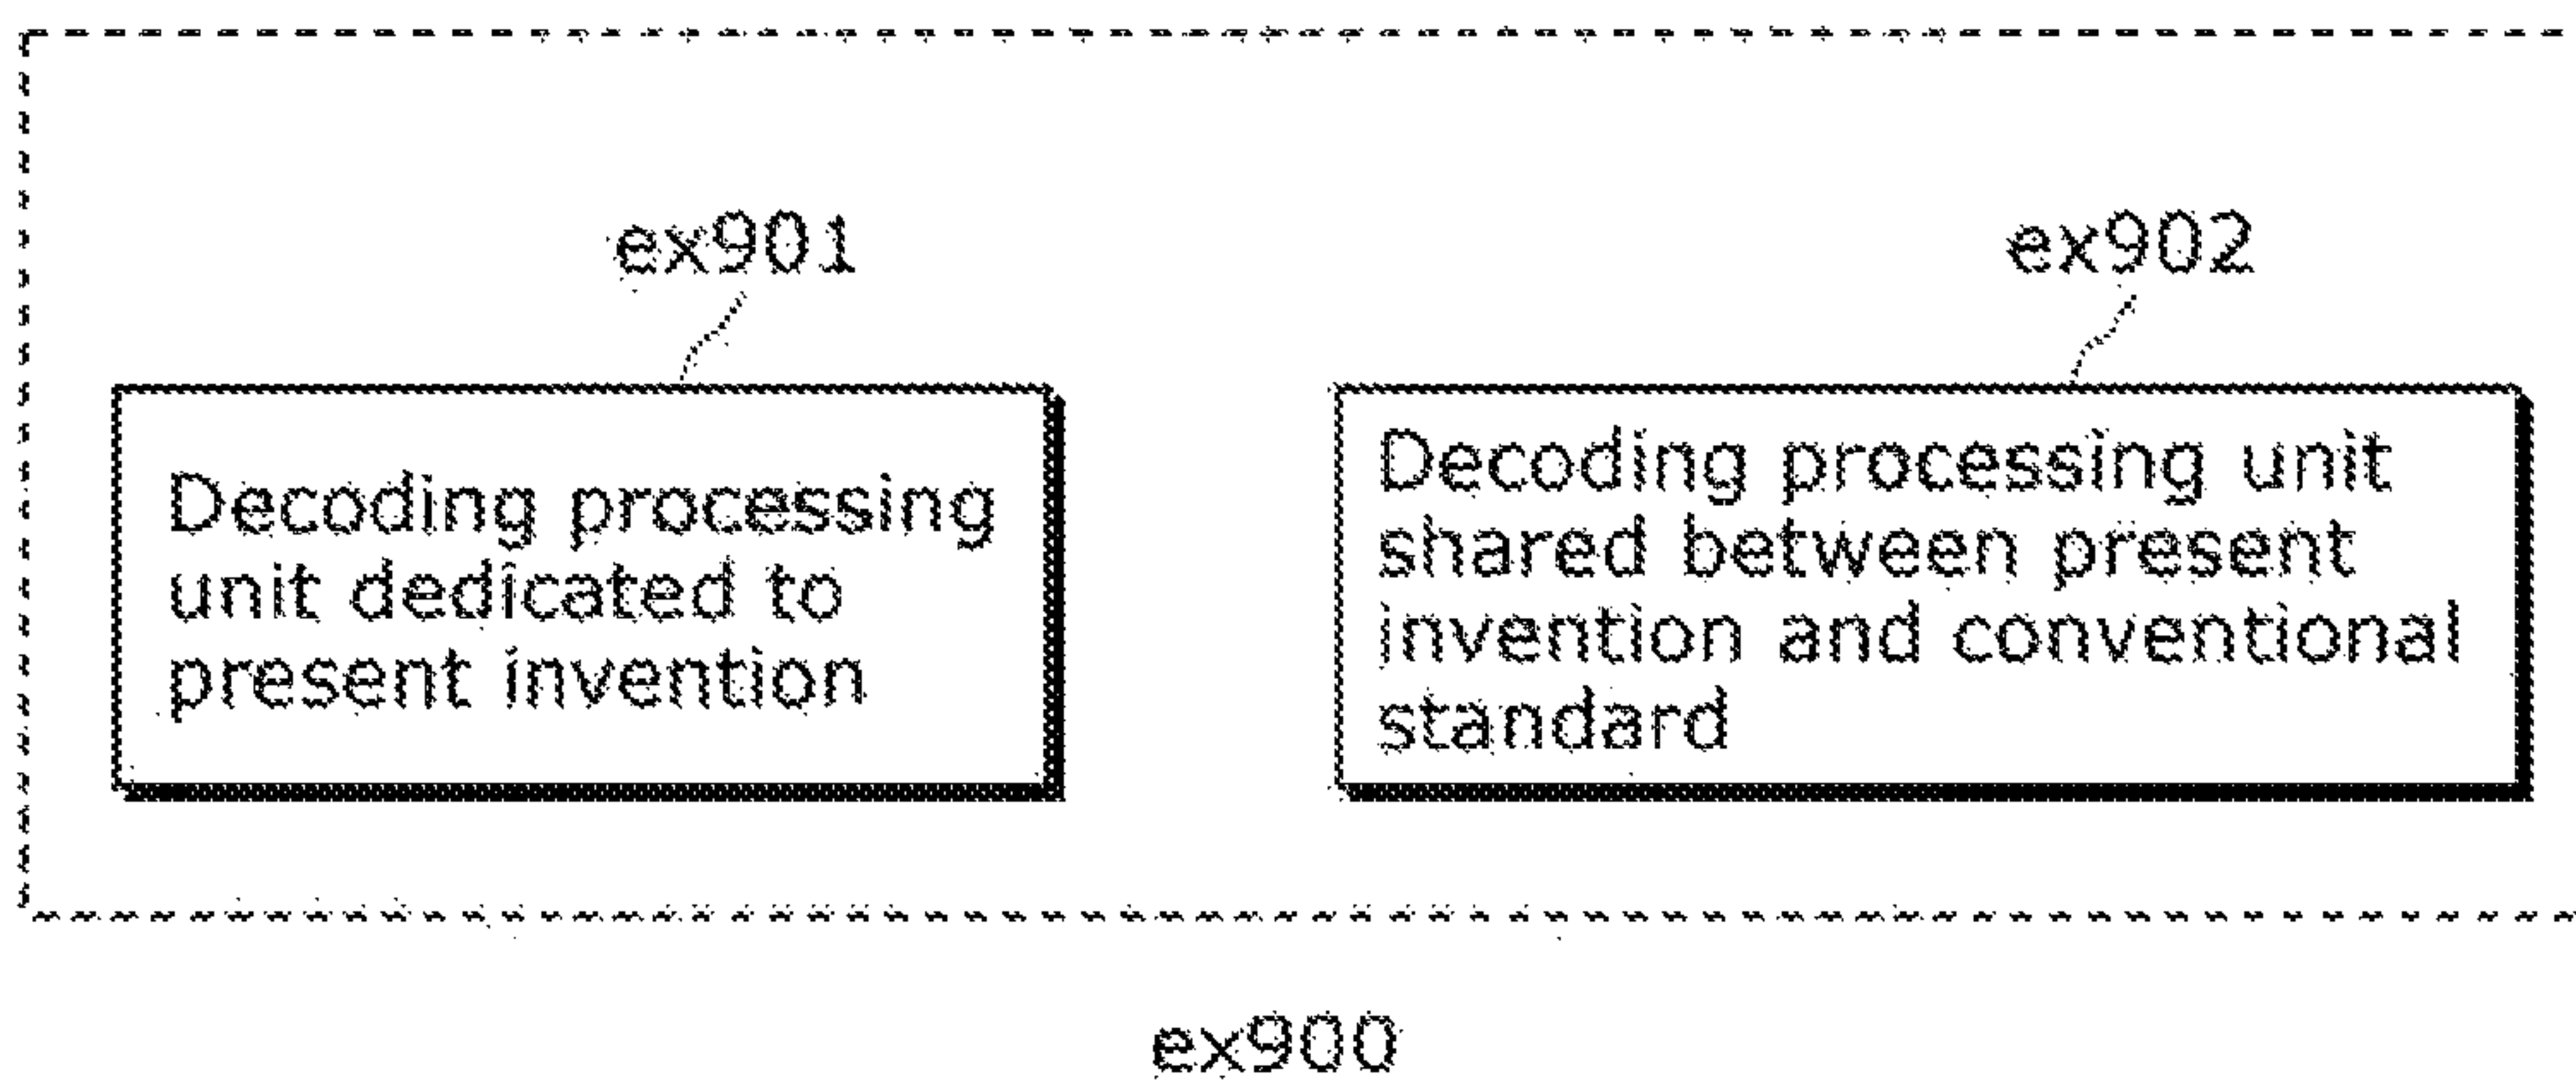 ex901
ex902
Decoding processing
unit dedicated to
present invention
Decoding processing unit
shared between present
invention and conventional
standard
ex900